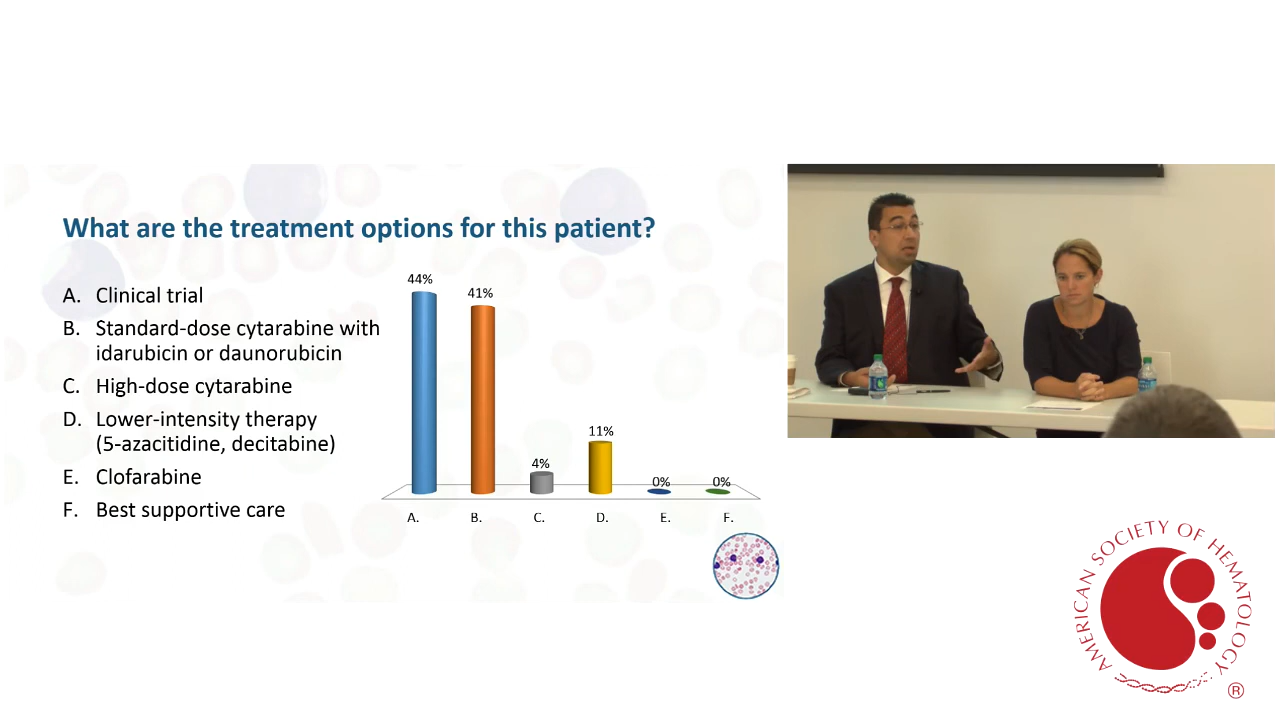 What are the treatment options for this patient?
A. Clinical trial
B. Standard-dose cytarabine with
idarubicin or daunorubicin
C. High-dose cytarabine
D. Lower-intensity therapy
(5-azacitidine, decitabine)
E. Clofarabine
F. Best supportive care
44%
41%
4%
11%
0%
0%
A.
B.
C.
D.
E.
F.
AMERICAN SOCIETY OF HEMATOLOGY
®